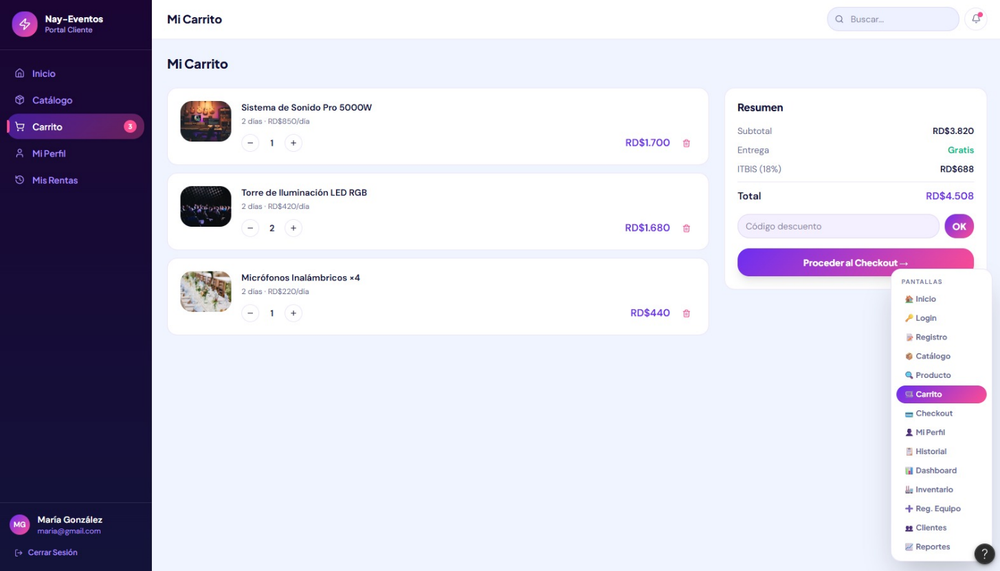 Nay-Eventos
Portal Cliente
Inicio
Catálogo
Carrito 3
Mi Perfil
Mis Rentas
MG
María González
maria@gmail.com
Cerrar Sesión
Mi Carrito
Buscar...
Mi Carrito
Sistema de Sonido Pro 5000W
2 días · RD$850/día
− 1 +
RD$1.700
Torre de Iluminación LED RGB
2 días · RD$420/día
− 2 +
RD$1.680
Micrófonos Inalámbricos ×4
2 días · RD$220/día
− 1 +
RD$440
Resumen
Subtotal RD$3.820
Entrega Gratis
ITBIS (18%) RD$688
Total RD$4.508
Código descuento OK
Proceder al Checkout →
PANTALLAS
Inicio
Login
Registro
Catálogo
Producto
Carrito
Checkout
Mi Perfil
Historial
Dashboard
Inventario
Reg. Equipo
Clientes
Reportes
?